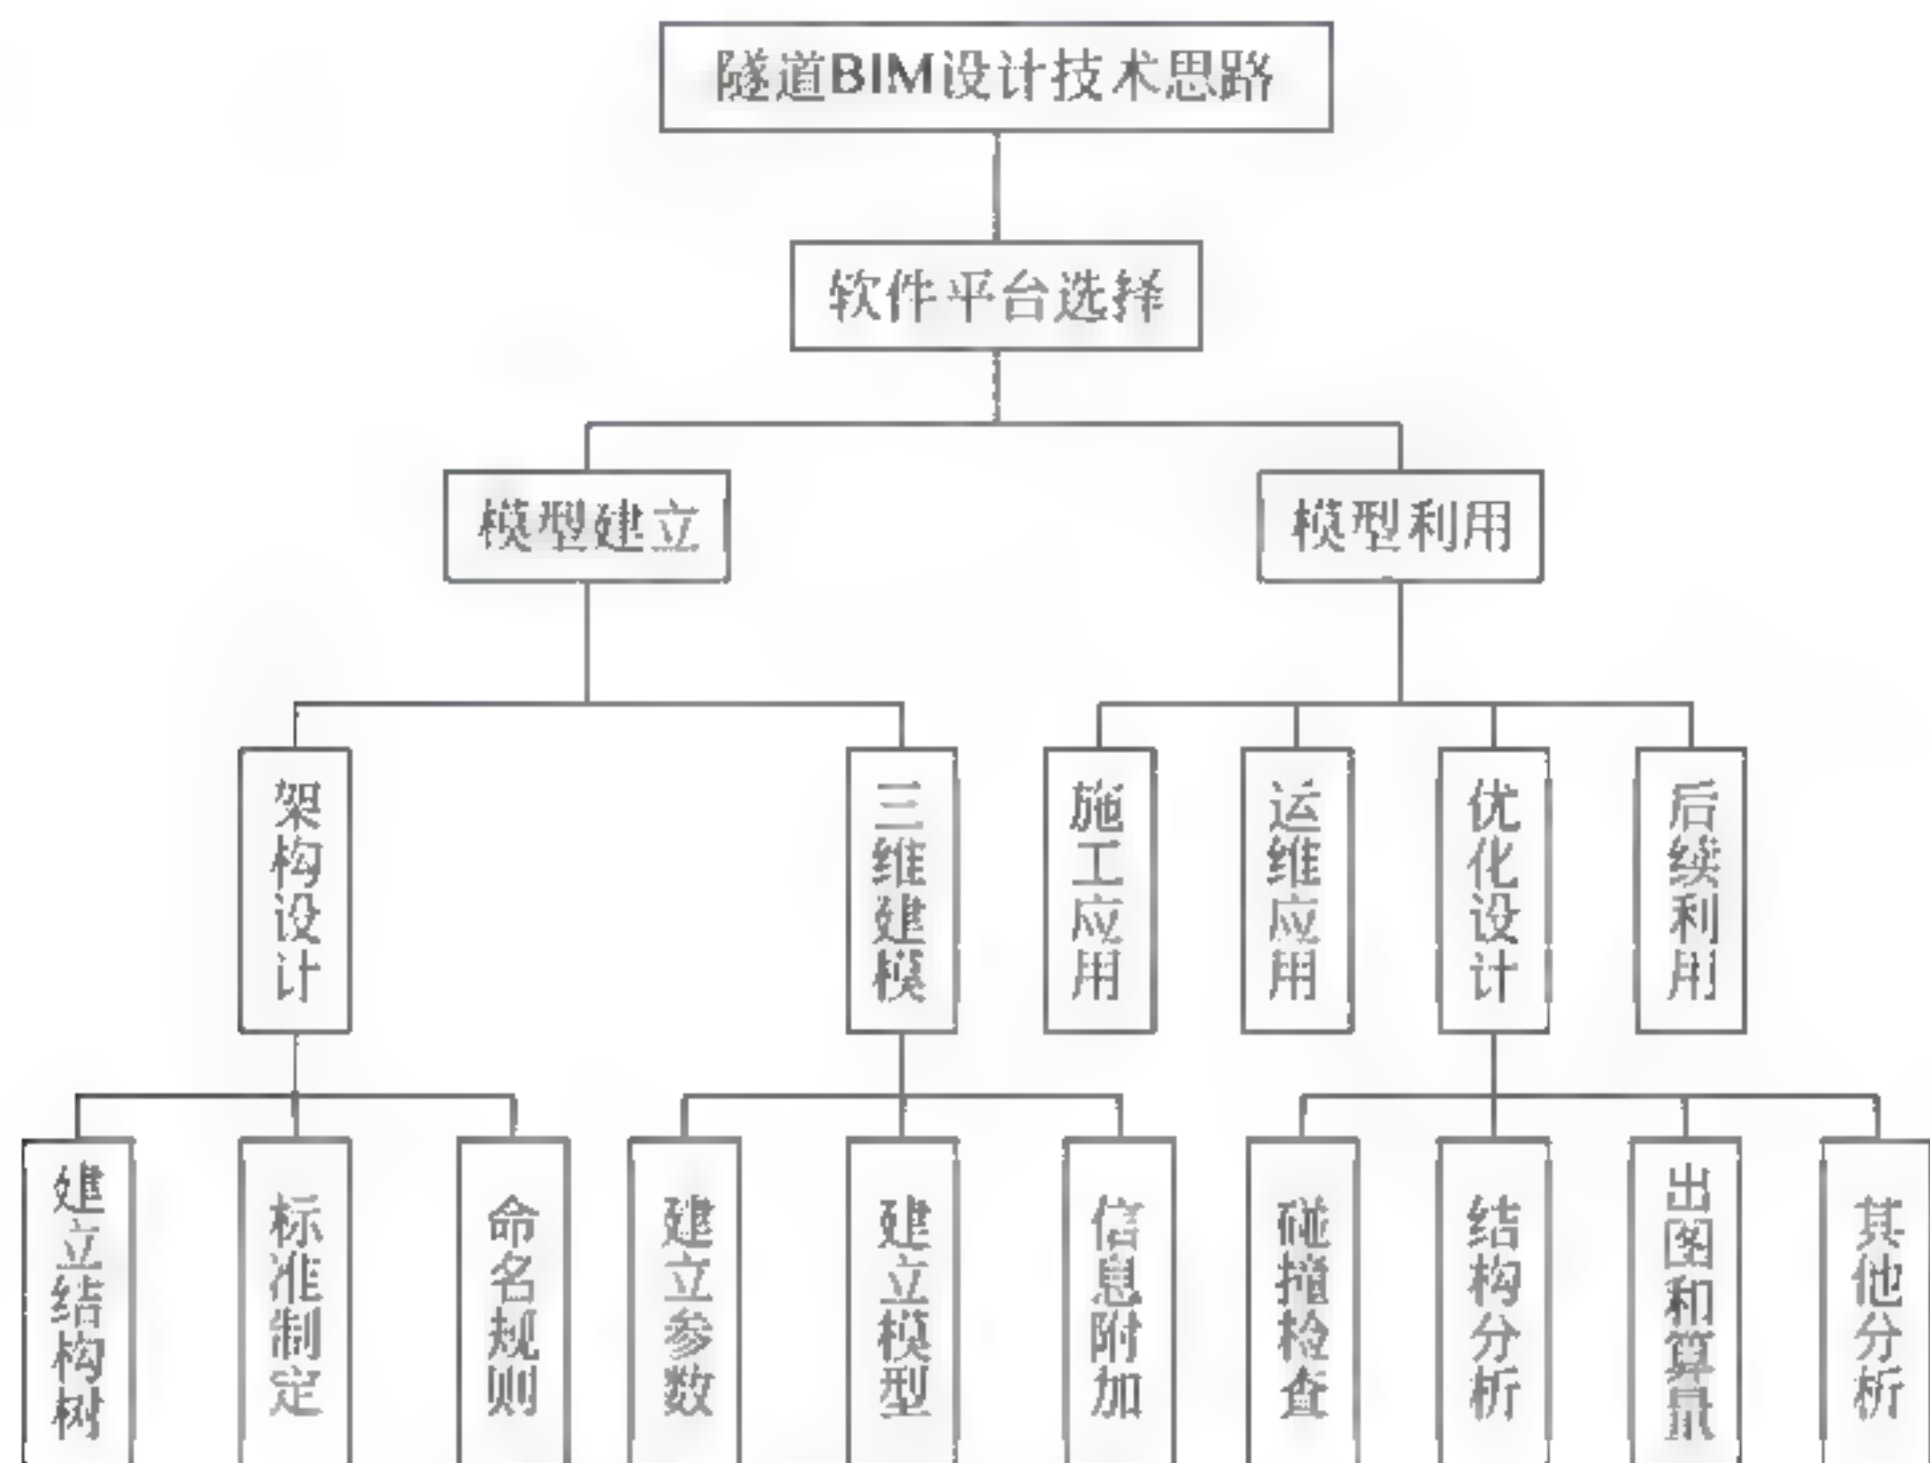 隧道BIM设计技术思路
软件平台选择
模型建立
模型利用
架构设计
三维建模
施工应用
运维应用
优化设计
后续利用
建立结构树
标准制定
命名规则
建立参数
建立模型
信息附加
碰撞检查
结构分析
出图和算量
其他分析